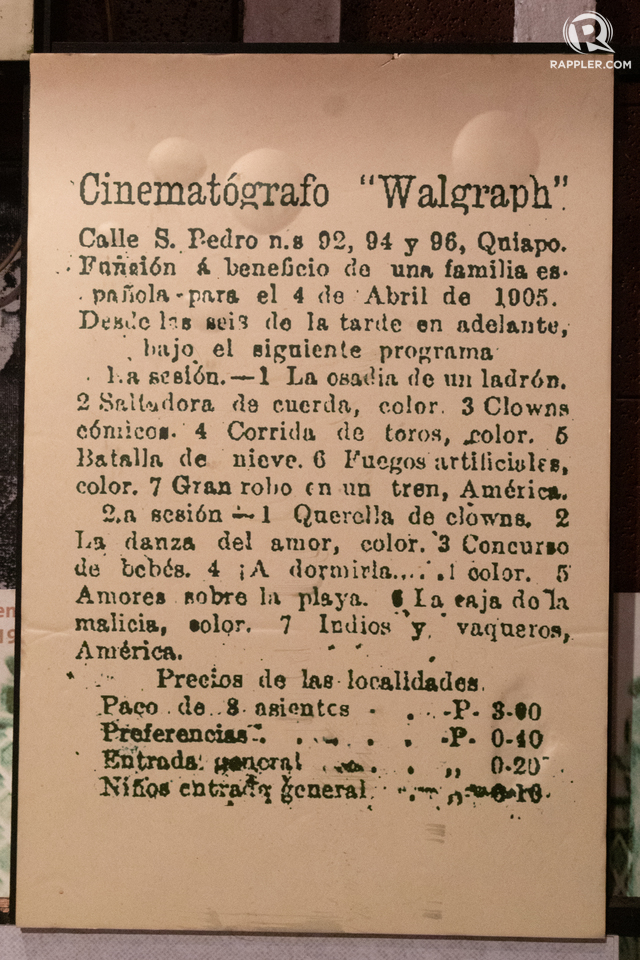 RAPPLER.COM
Cinematógrafo "Walgraph"
Calle S. Pedro n.s 92, 94 y 96, Quiapo.
Función á beneficio de una familia es-
pañola para el 4 de Abril de 1905.
Desde las seis de la tarde en adelante,
bajo el siguiente programa
1.a sesión.—1 La osadia de un ladrón.
2 Saltadora de cuerda, color. 3 Clowns
cómicos. 4 Corrida de toros, color. 5
Batalla de nieve. 6 Fuegos artificiales,
color. 7 Gran robo en un tren, América.
2.a sesión — 1 Querella de clowns. 2
La danza del amor, color. 3 Concurso
de bebés. 4 ¡A dormirla....! color. 5
Amores sobre la playa. 6 La caja de la
malicia, color. 7 Indios y vaqueros,
América.
Precios de las localidades.
Paco de 8 asientos . . . P. 3-00
Preferencias . . . . P. 0-40
Entrada general . . . ,, 0-20
Niños entrada general . . ,, 0-10